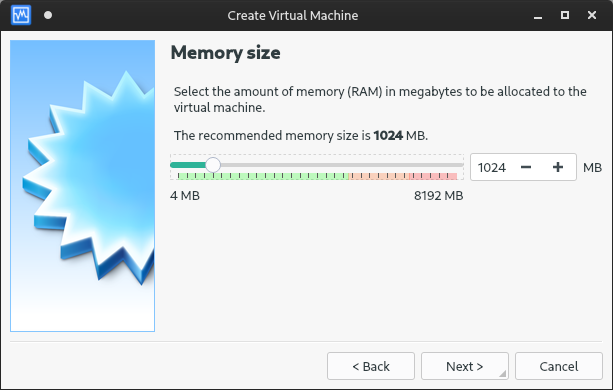 Create Virtual Machine
Memory size
Select the amount of memory (RAM) in megabytes to be allocated to the
virtual machine.
The recommended memory size is 1024 MB.
1024 MB
4 MB 8192 MB
< Back Next > Cancel